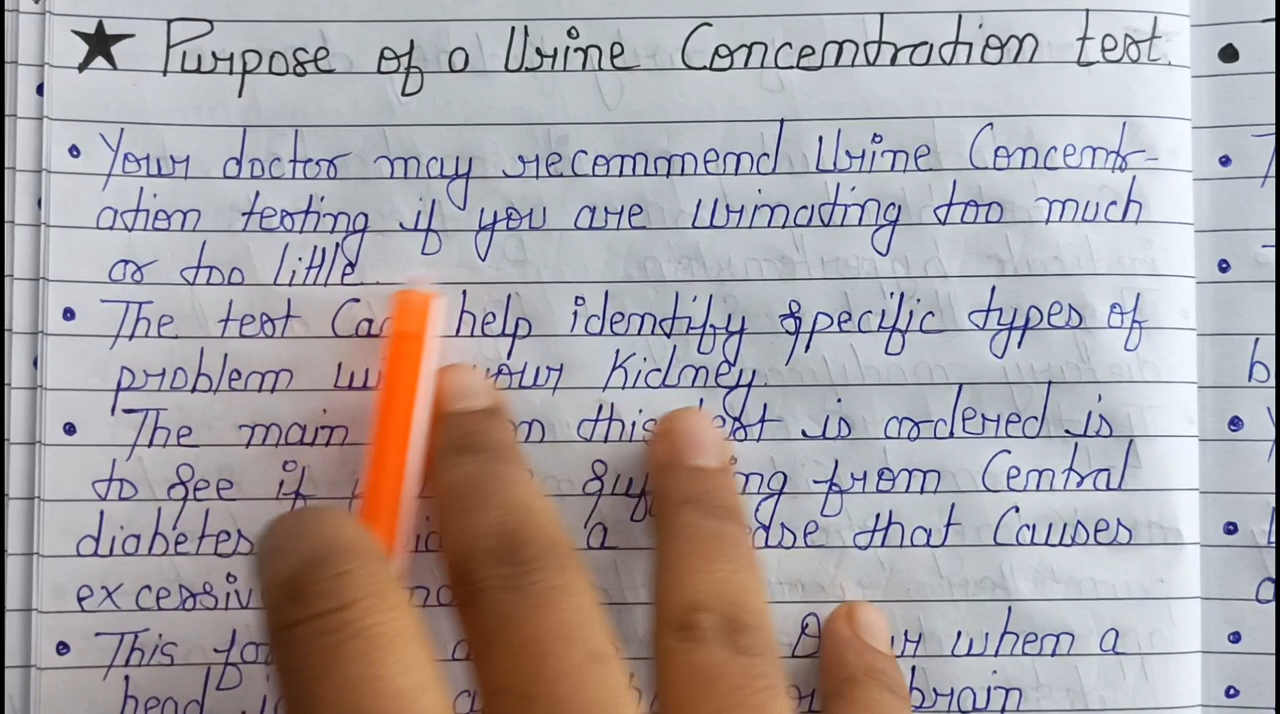 ★ Purpose of a Urine Concentration test.
• Your doctor may recommend Urine Concentr-
ation testing if you are urinating too much
or too little.
• The test Can help identify specific types of
problem your Kidney.
• The main this test is ordered is
to see if from Central
diabetes a that Causes
excessiv
• This when a
head brain